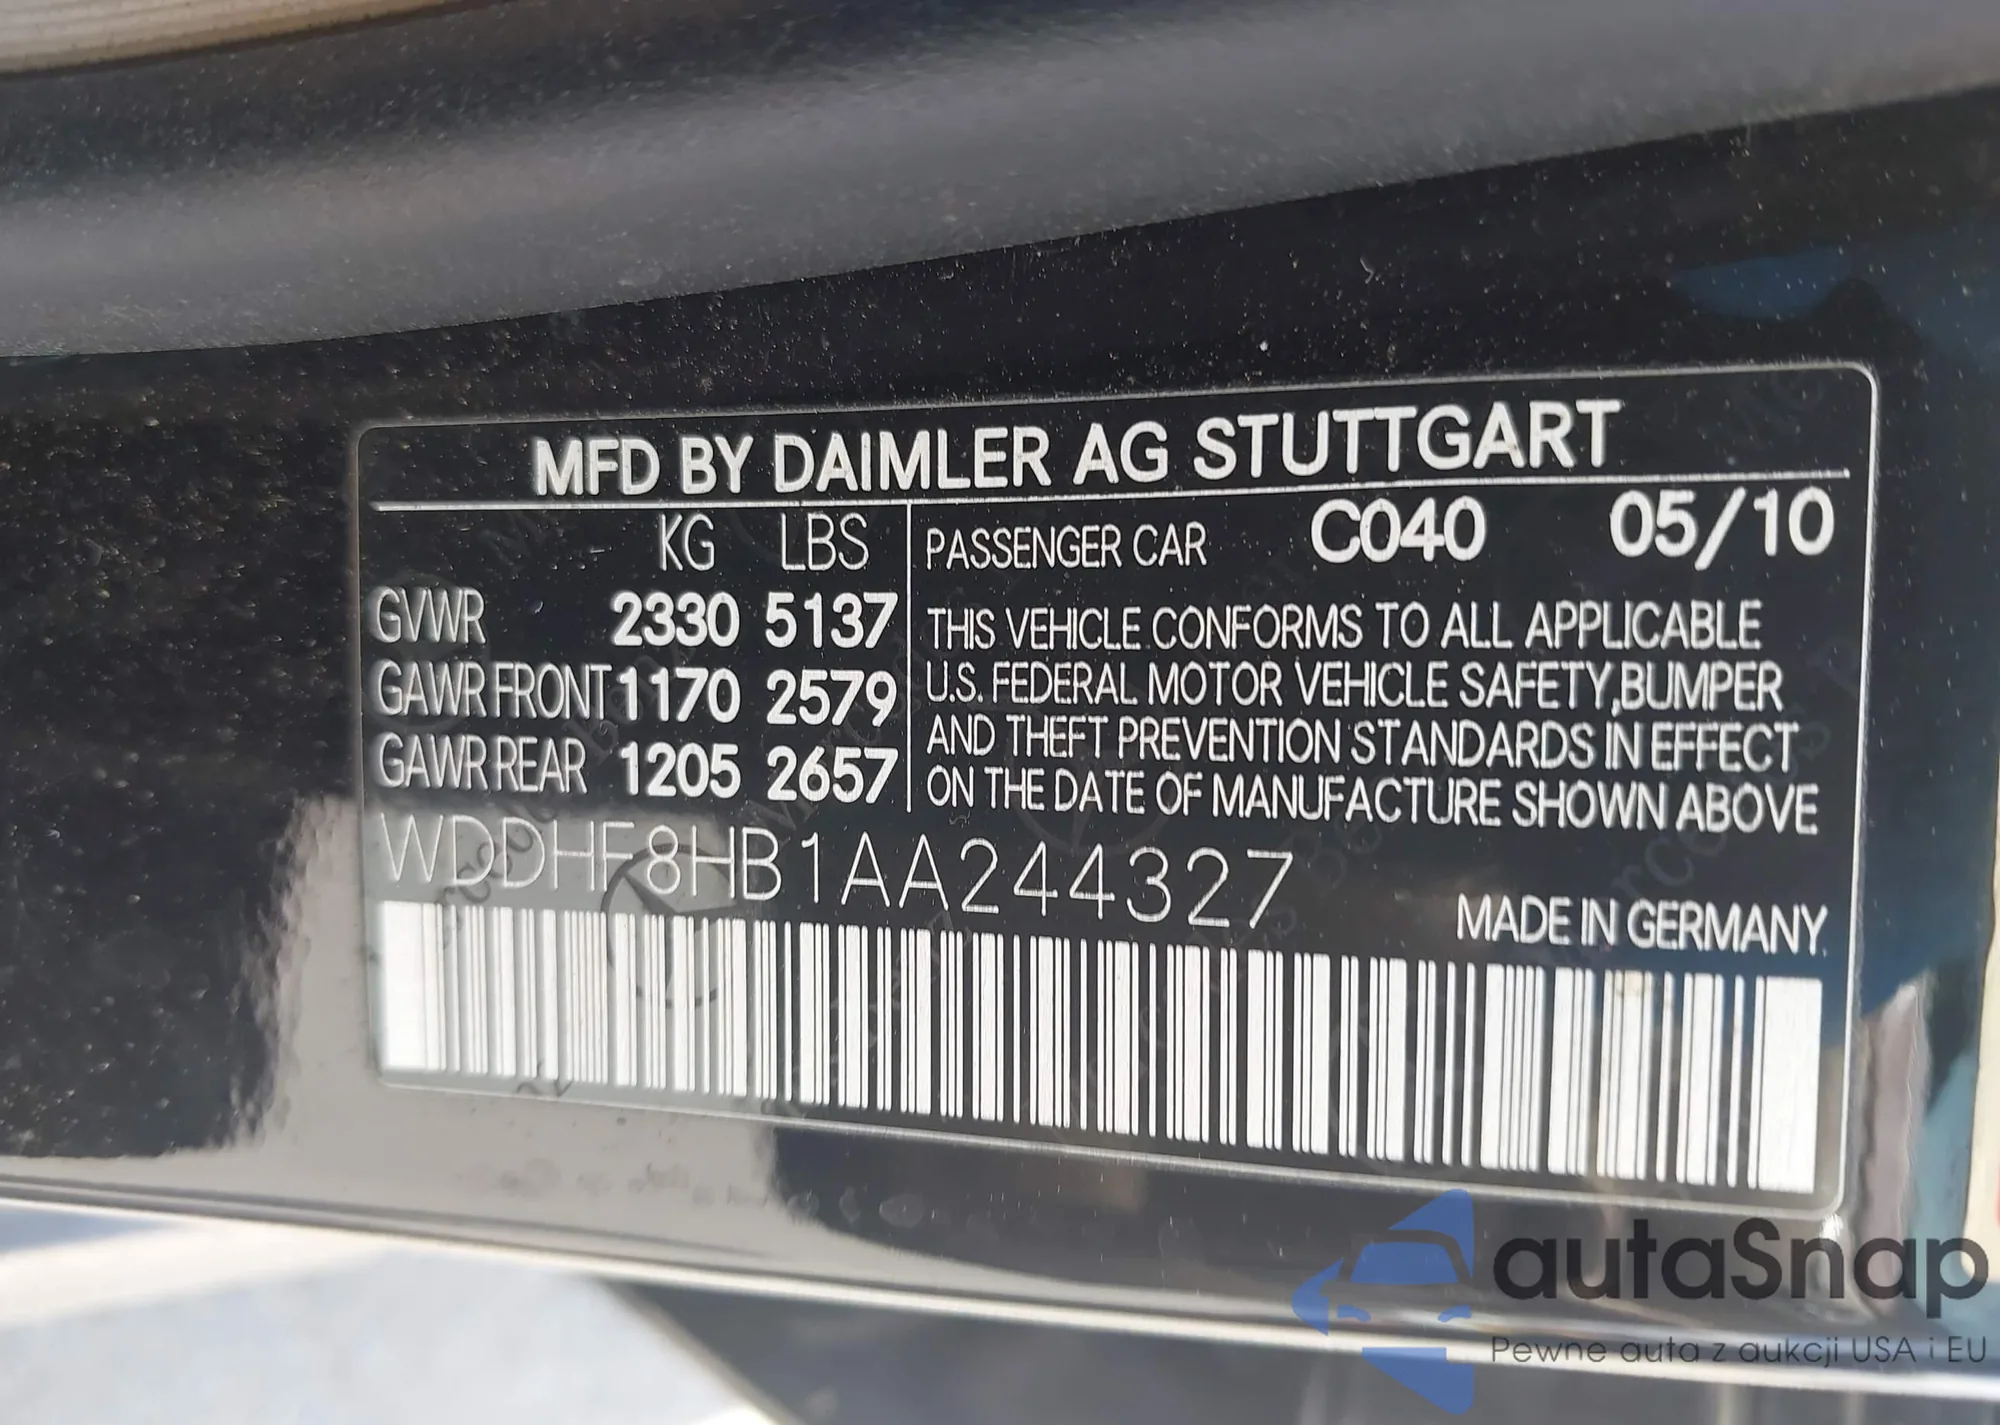 MFD BY DAIMLER AG STUTTGART
KG LBS
GVWR 2330 5137
GAWR FRONT 1170 2579
GAWR REAR 1205 2657
PASSENGER CAR C040 05/10
THIS VEHICLE CONFORMS TO ALL APPLICABLE
U.S. FEDERAL MOTOR VEHICLE SAFETY,BUMPER
AND THEFT PREVENTION STANDARDS IN EFFECT
ON THE DATE OF MANUFACTURE SHOWN ABOVE
WDDHF8HB1AA244327
MADE IN GERMANY
autaSnap
Pewne auta z aukcji USA i EU